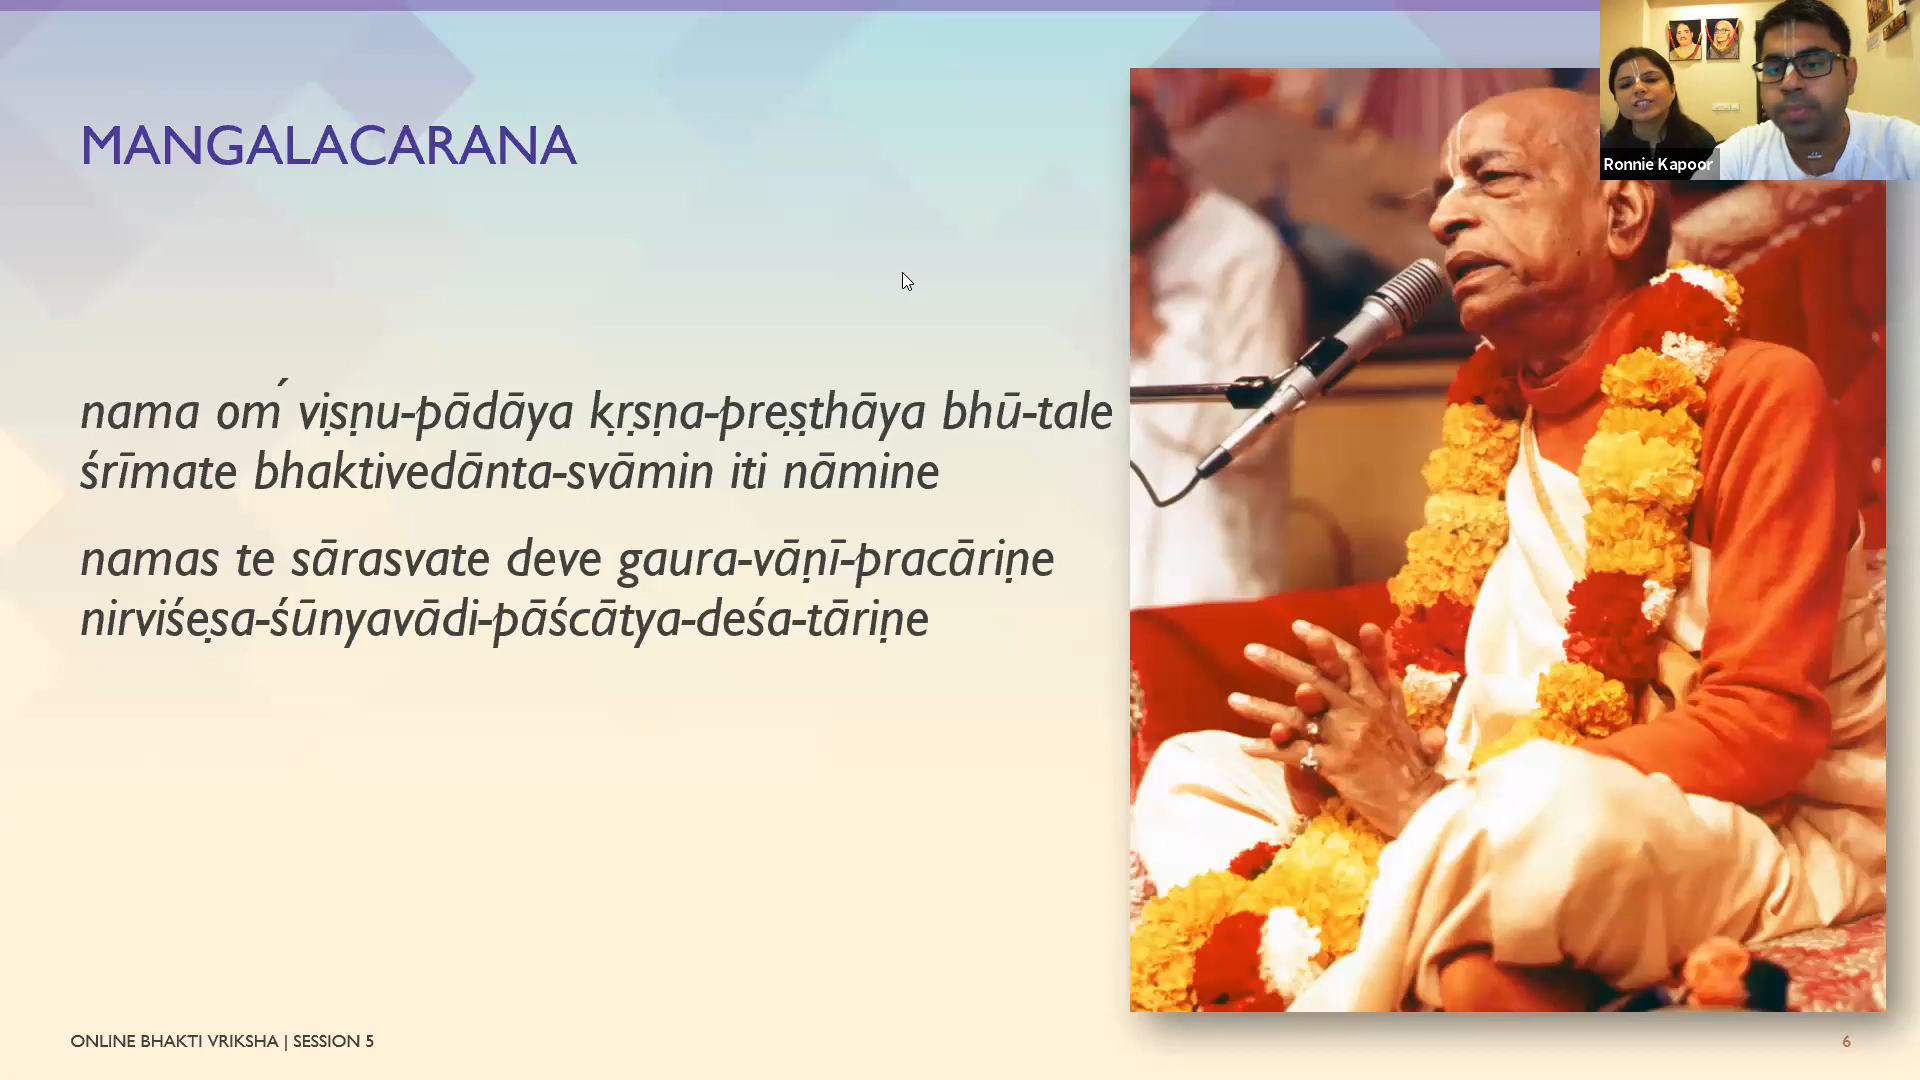 MANGALACARANA
nama oḿ viṣṇu-pādāya kṛṣṇa-preṣṭhāya bhū-tale
śrīmate bhaktivedānta-svāmin iti nāmine
namas te sārasvate deve gaura-vāṇī-pracāriṇe
nirviśeṣa-śūnyavādi-pāścātya-deśa-tāriṇe
ONLINE BHAKTI VRIKSHA | SESSION 5
6
Ronnie Kapoor